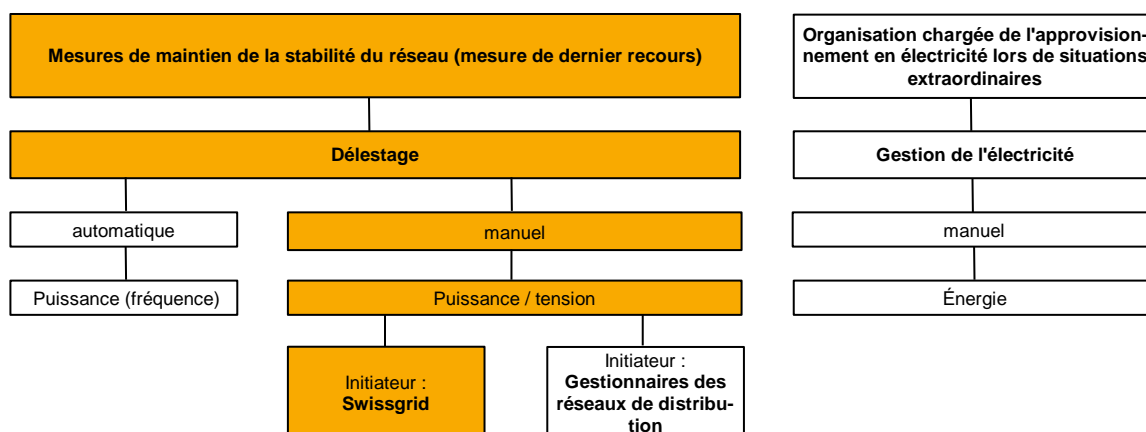 Mesures de maintien de la stabilité du réseau (mesure de dernier recours)
Organisation chargée de l'approvision-
nement en électricité lors de situations
extraordinaires
Délestage
Gestion de l'électricité
automatique
manuel
manuel
Puissance (fréquence)
Puissance / tension
Énergie
Initiateur :
Swissgrid
Initiateur :
Gestionnaires des
réseaux de distribu-
tion